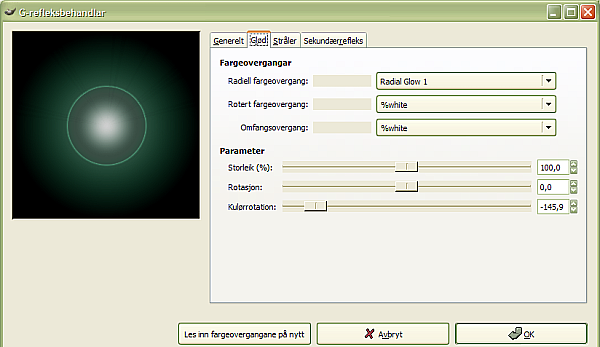 G-refleksbehandlar
Generelt Glød Stråler Sekundærrefleks
Fargeovergangar
Radiell fargeovergang: Radial Glow 1
Rotert fargeovergang: %white
Omfangsovergang: %white
Parameter
Storleik (%): 100,0
Rotasjon: 0,0
Kulørrotation: -145,9
Les inn fargeovergangane på nytt Avbryt OK